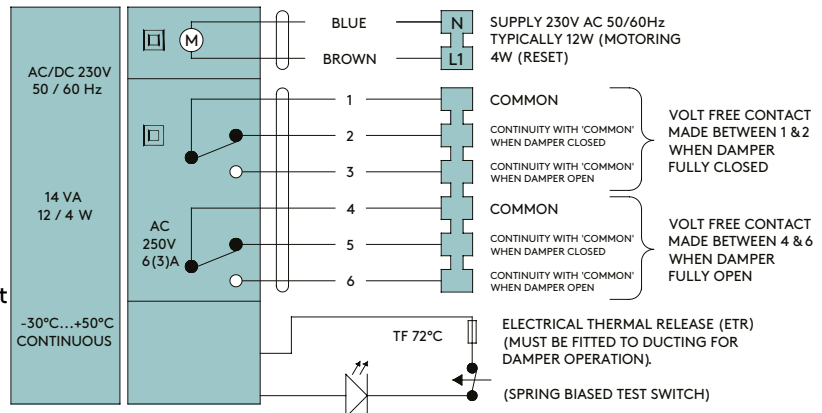 AC/DC 230V
50 / 60 Hz
14 VA
12 / 4 W
t
-30°C...+50°C
CONTINUOUS
M
AC
250V
6(3)A
BLUE
BROWN
N
L1
SUPPLY 230V AC 50/60Hz
TYPICALLY 12W (MOTORING
4W (RESET)
1
COMMON
2
CONTINUITY WITH 'COMMON'
WHEN DAMPER CLOSED
3
CONTINUITY WITH 'COMMON'
WHEN DAMPER OPEN
VOLT FREE CONTACT
MADE BETWEEN 1 &2
WHEN DAMPER
FULLY CLOSED
4
COMMON
5
CONTINUITY WITH 'COMMON'
WHEN DAMPER CLOSED
6
CONTINUITY WITH 'COMMON'
WHEN DAMPER OPEN
VOLT FREE CONTACT
MADE BETWEEN 4 & 6
WHEN DAMPER
FULLY OPEN
TF 72°C
ELECTRICAL THERMAL RELEASE (ETR)
(MUST BE FITTED TO DUCTING FOR
DAMPER OPERATION).
(SPRING BIASED TEST SWITCH)